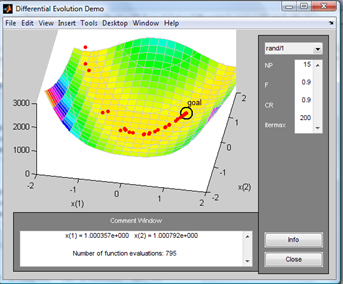 Differential Evolution Demo
File Edit View Insert Tools Desktop Window Help
rand/1
NP 15
F 0.9
CR 0.9
itermax 200
goal
3000
2000
1000
0
-2
-1
0
1
2
x(1)
2
1
0
-1
-2
x(2)
Comment Window
x(1) = 1.000357e+000 x(2) = 1.000792e+000
Number of function evaluations: 795
Info
Close